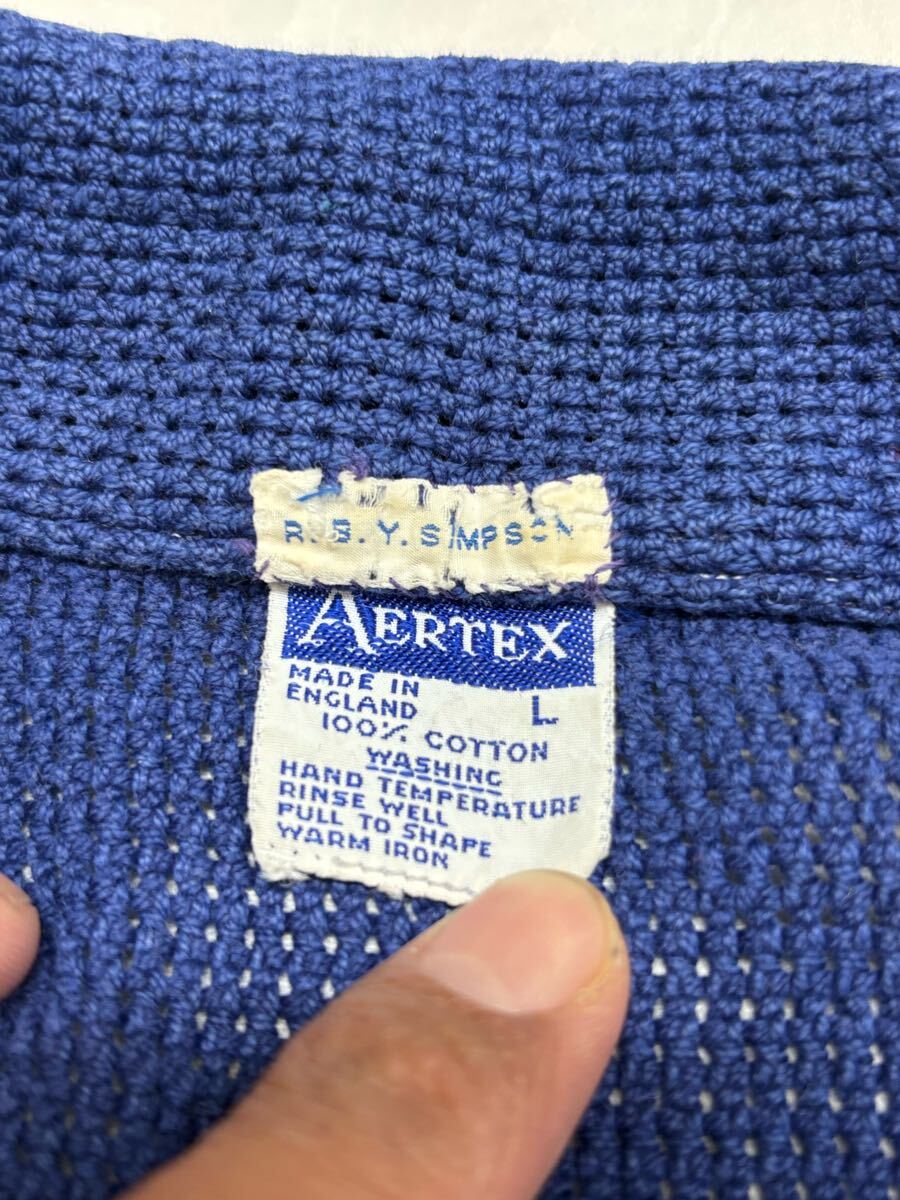 R. B. Y. SIMPSON
AERTEX
MADE IN
ENGLAND
L
100% COTTON
WASHING
HAND TEMPERATURE
RINSE WELL
PULL TO SHAPE
WARM IRON